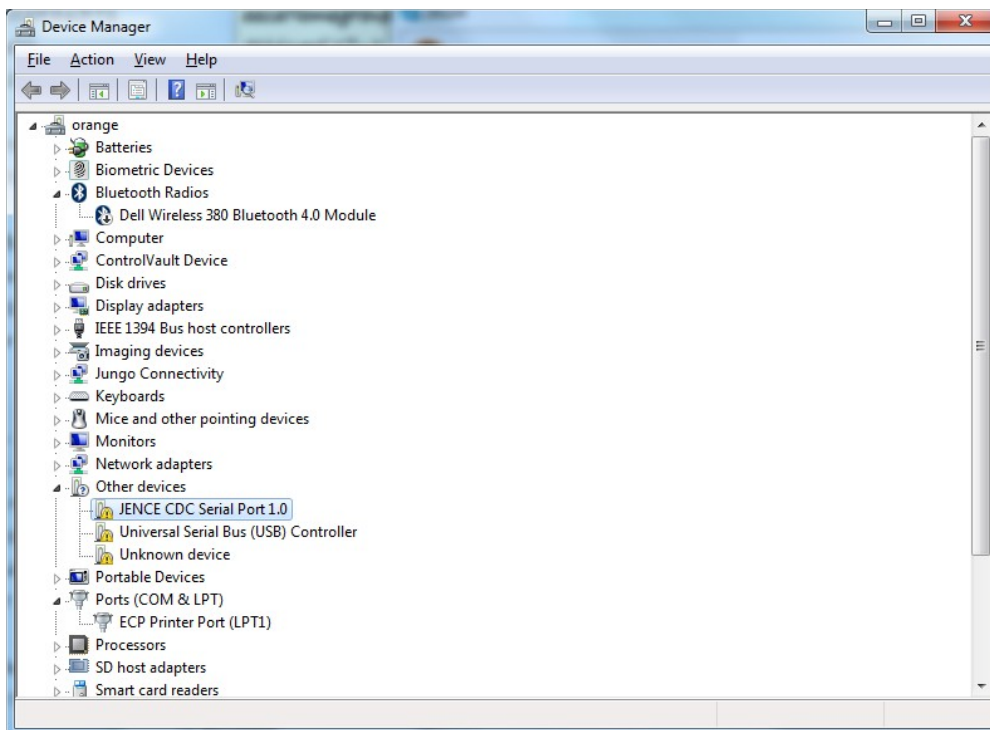 Device Manager
File Action View Help
orange
Batteries
Biometric Devices
Bluetooth Radios
Dell Wireless 380 Bluetooth 4.0 Module
Computer
ControlVault Device
Disk drives
Display adapters
IEEE 1394 Bus host controllers
Imaging devices
Jungo Connectivity
Keyboards
Mice and other pointing devices
Monitors
Network adapters
Other devices
JENCE CDC Serial Port 1.0
Universal Serial Bus (USB) Controller
Unknown device
Portable Devices
Ports (COM & LPT)
ECP Printer Port (LPT1)
Processors
SD host adapters
Smart card readers